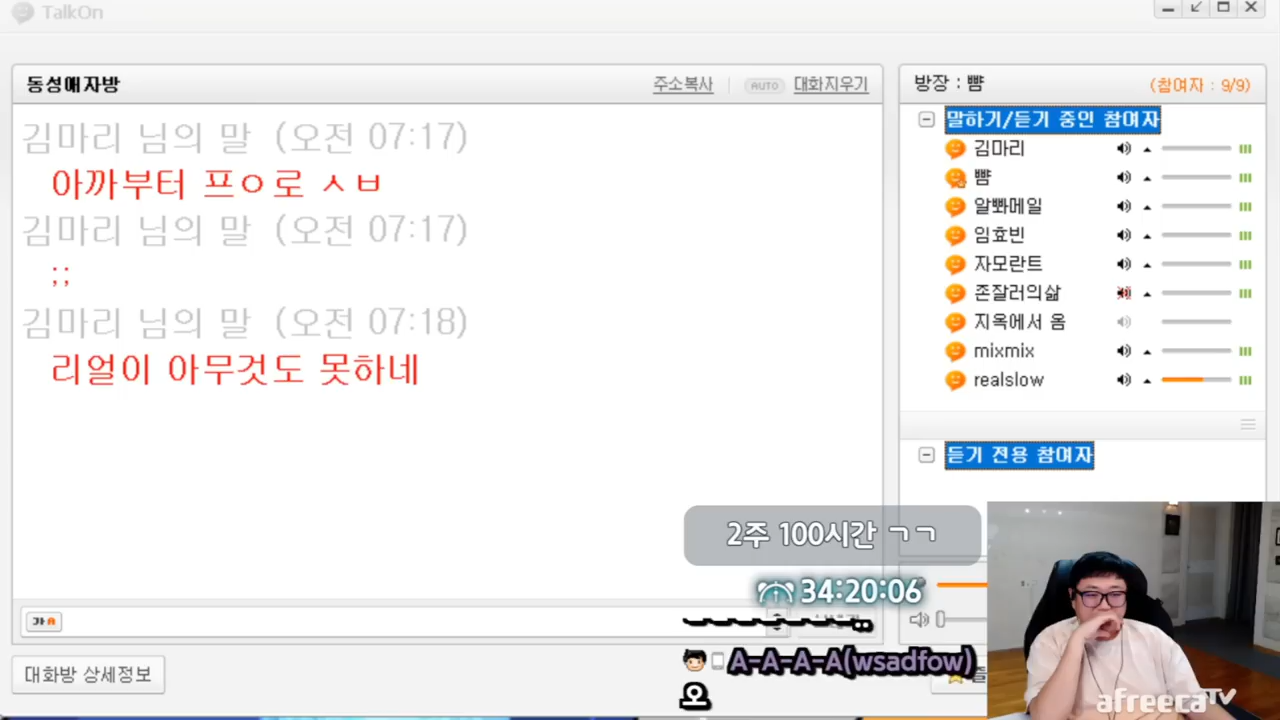 TalkOn
동성애자방
주소복사
AUTO
대화지우기
김마리 님의 말 (오전 07:17)
아까부터 프ㅇ로 ㅅㅂ
김마리 님의 말 (오전 07:17)
;;
김마리 님의 말 (오전 07:18)
리얼이 아무것도 못하네
가A
대화방 상세정보
방장 : 뺨
(참여자 : 9/9)
말하기/듣기 중인 참여자
김마리
뺨
알빠메일
임효빈
자모란트
존잘러의삶
지옥에서 옴
mixmix
realslow
듣기 전용 참여자
2주 100시간 ㄱㄱ
34:20:06
A-A-A-A(wsadfow)
요
afreecaTV